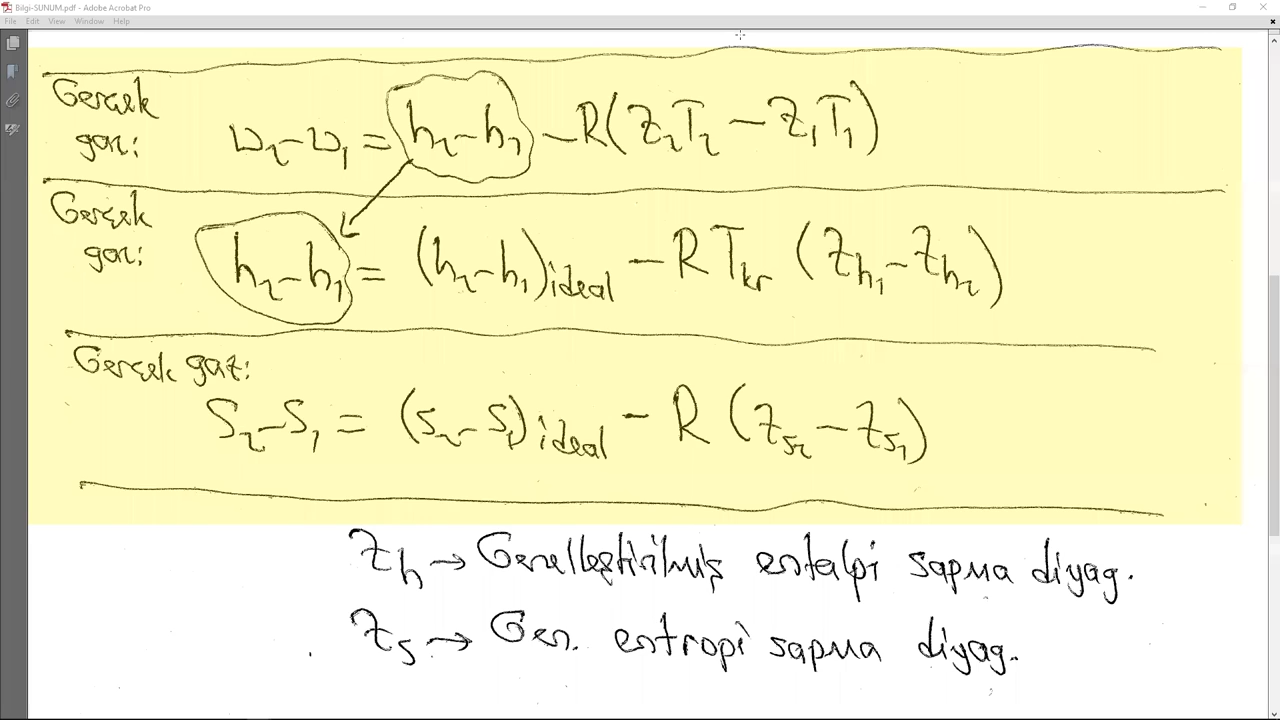 Bilgi-SUNUM.pdf - Adobe Acrobat Pro
File Edit View Window Help
Gerçek
gaz: u₂-u₁ = h₂-h₁ -R(Z₂T₂ - Z₁T₁)
Gerçek
gaz: h₂-h₁ = (h₂-h₁)ideal - R Tkr (Zh₁-Zh₂)
Gerçek gaz:
S₂-S₁ = (S₂-S₁)ideal - R (Zs₂-Zs₁)
Zh → Genelleştirilmiş entalpi sapma diyag.
Zs → Gen. entropi sapma diyag.